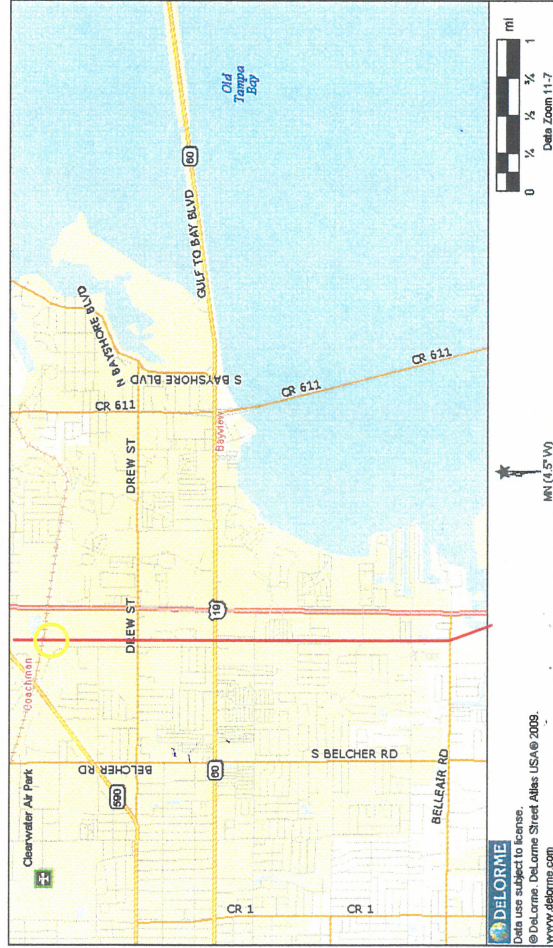 Clearwater Air Park
Coachman
590
BELCHER RD
DREW ST
DREW ST
CR 611
N BAYSHORE BLVD
S BAYSHORE BLVD
GULF TO BAY BLVD
60
Old
Tampa
Bay
60
19
Bayview
CR 611
CR 611
S BELCHER RD
CR 1
CR 1
BELLEAIR RD
DELORME
Data use subject to license.
© DeLorme. DeLorme Street Atlas USA® 2009.
www.delorme.com
MN (4.5° W)
mi
0 ¼ ½ ¾ 1
Data Zoom 11-7